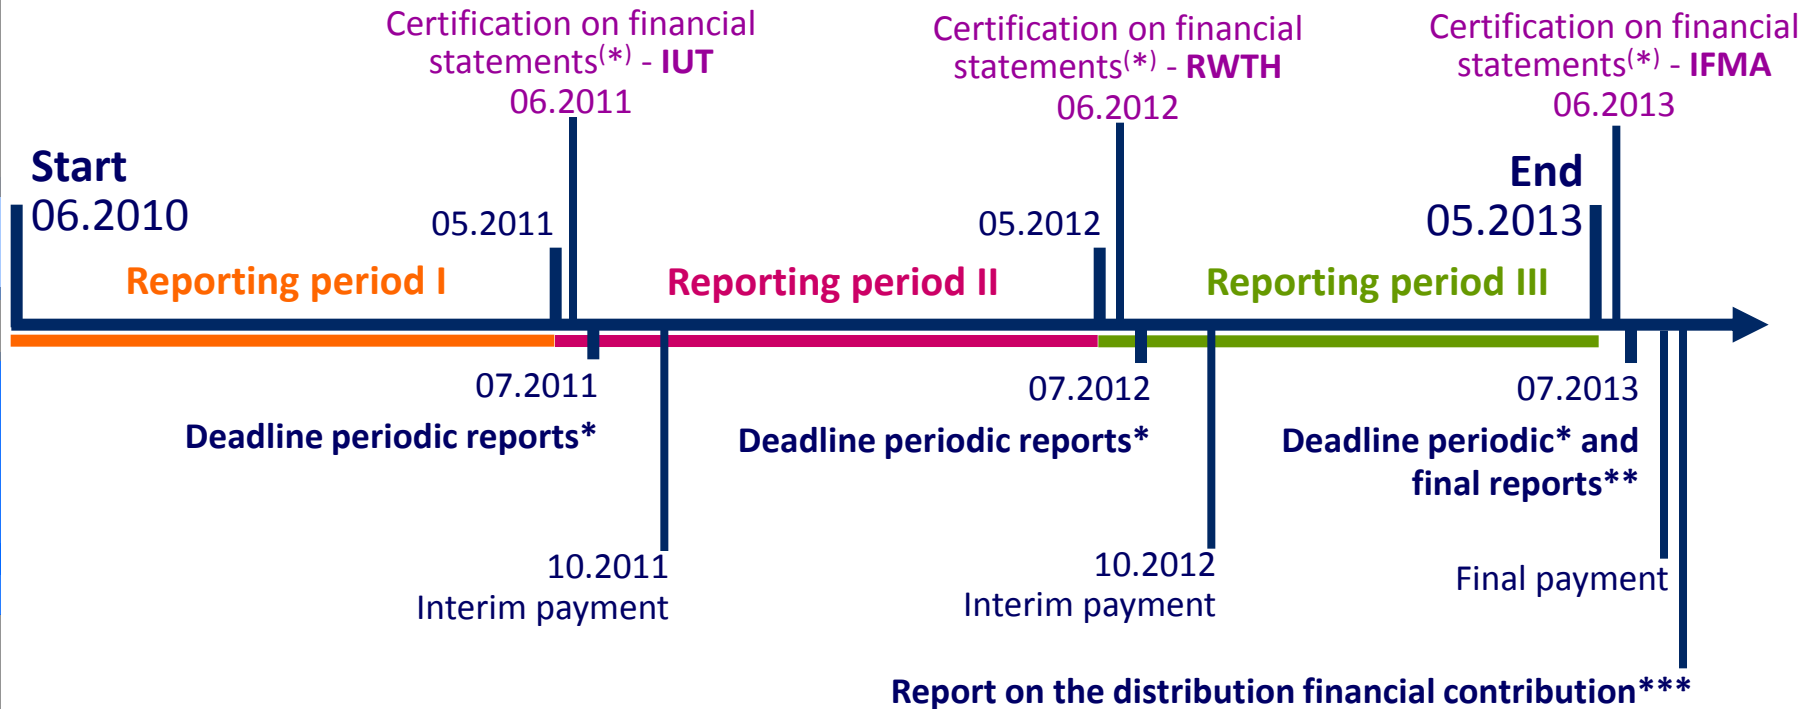 Certification on financial
statements(*) - IUT
06.2011
Certification on financial
statements(*) - RWTH
06.2012
Certification on financial
statements(*) - IFMA
06.2013
Start
06.2010
05.2011
05.2012
End
05.2013
Reporting period I
Reporting period II
Reporting period III
07.2011
Deadline periodic reports*
07.2012
Deadline periodic reports*
07.2013
Deadline periodic* and
final reports**
10.2011
Interim payment
10.2012
Interim payment
Final payment
Report on the distribution financial contribution***